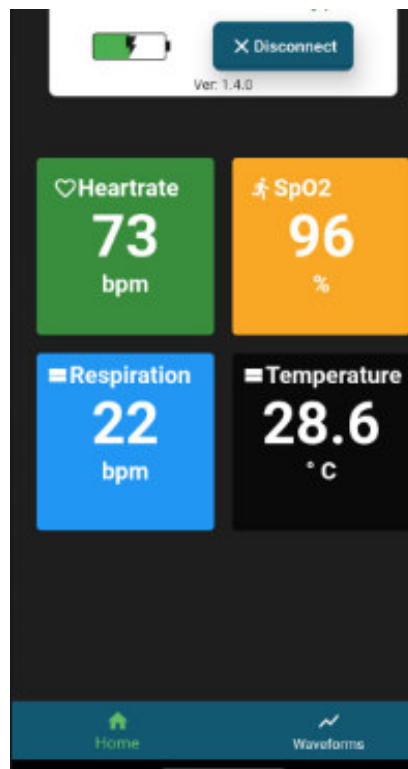 Disconnect
Ver: 1.4.0
Heartrate
73
bpm
SpO2
96
%
Respiration
22
bpm
Temperature
28.6
° C
Home
Waveforms